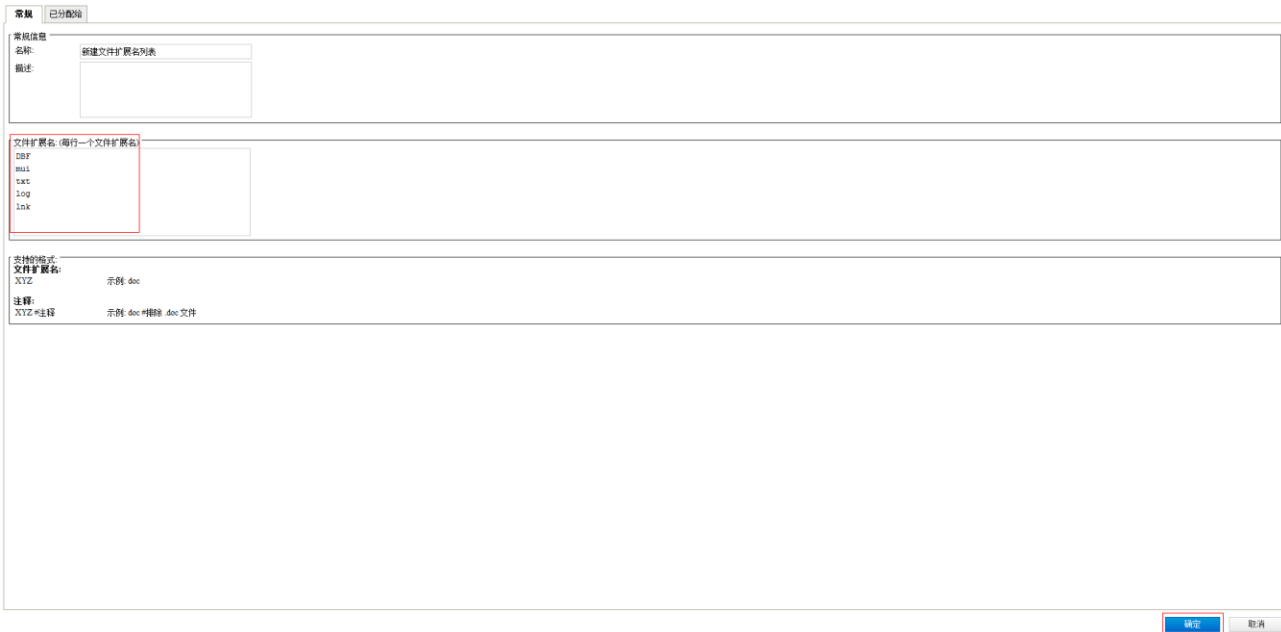 常规 已分配给
常规信息
名称: 新建文件扩展名列表
描述:
文件扩展名: (每行一个文件扩展名)
DBF
mui
txt
log
lnk
支持的格式:
文件扩展名:
XYZ 示例: doc
注释:
XYZ #注释 示例: doc #排除 .doc 文件
确定 取消